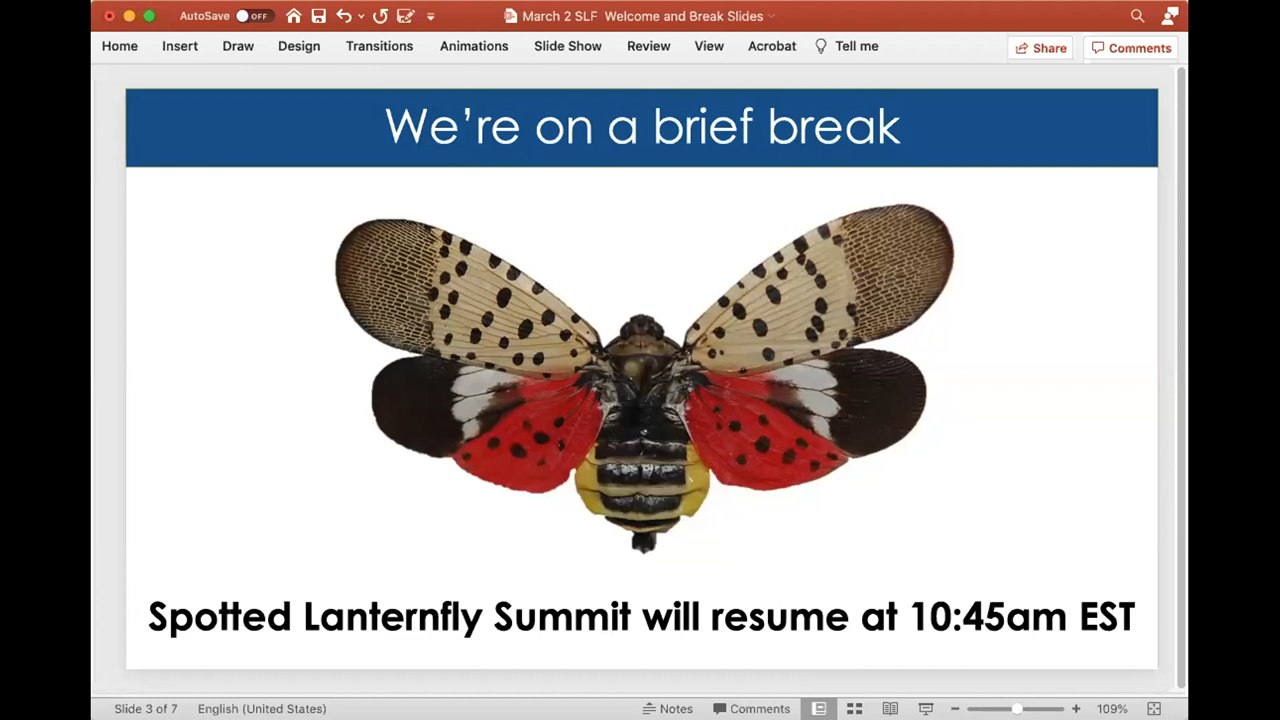 AutoSave OFF
March 2 SLF Welcome and Break Slides
Home Insert Draw Design Transitions Animations Slide Show Review View Acrobat Tell me Share Comments
We're on a brief break
Spotted Lanternfly Summit will resume at 10:45am EST
Slide 3 of 7 English (United States) Notes Comments 109%